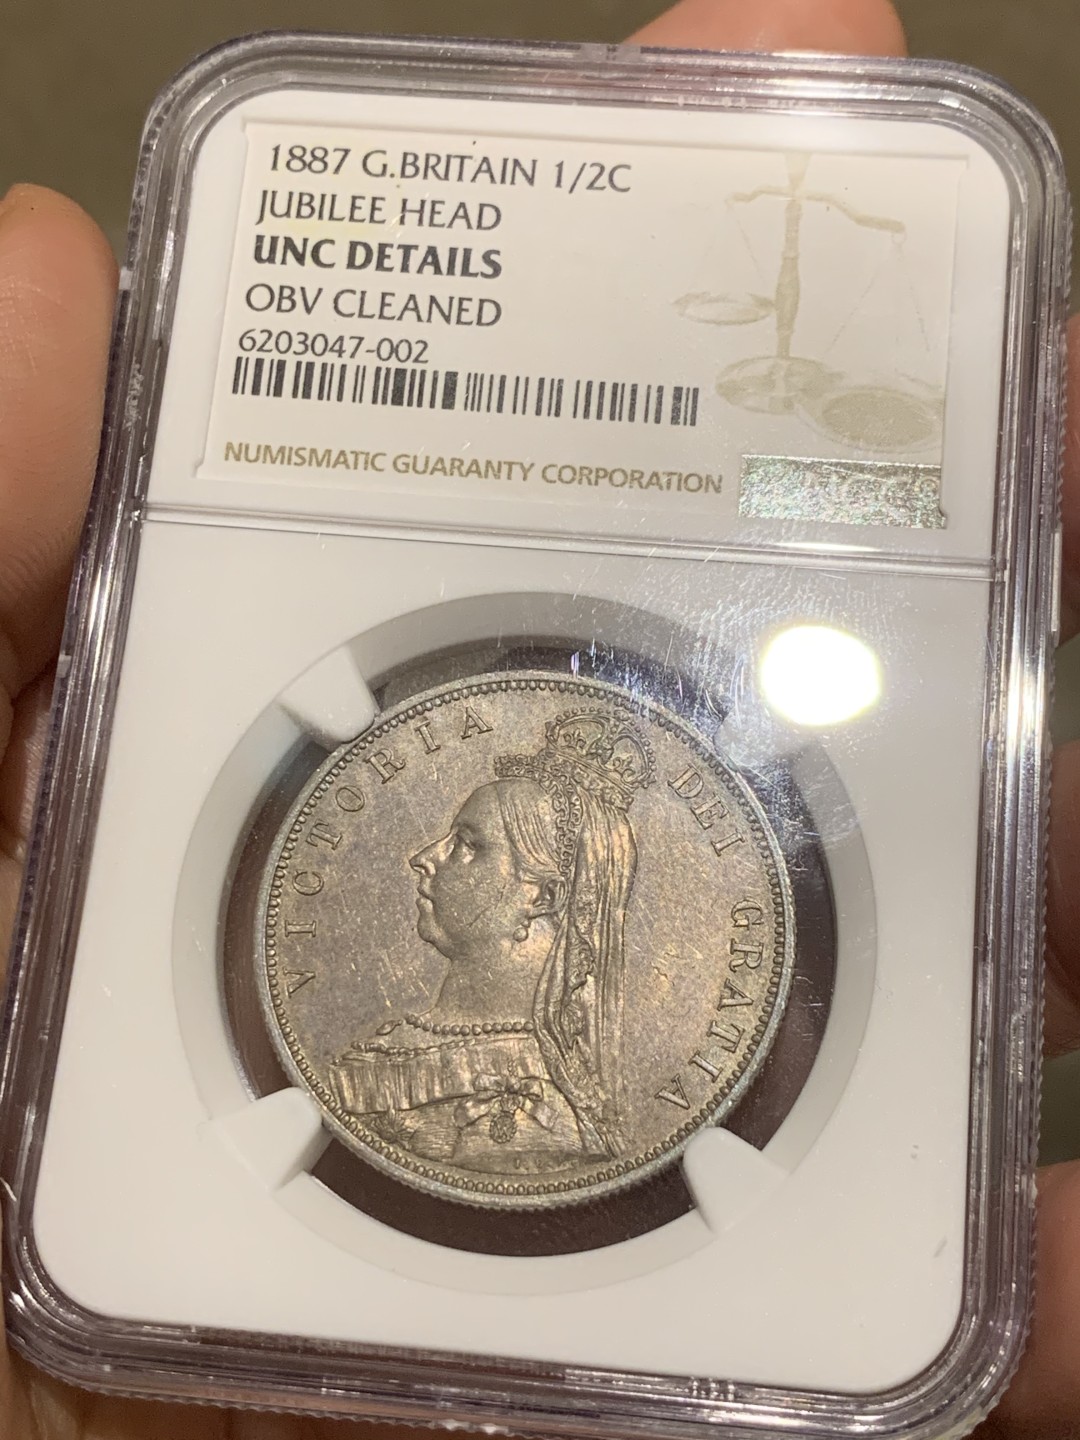 1887 G.BRITAIN 1/2C
JUBILEE HEAD
UNC DETAILS
OBV CLEANED
6203047-002
NUMISMATIC GUARANTY CORPORATION
VICTORIA DEI GRATIA